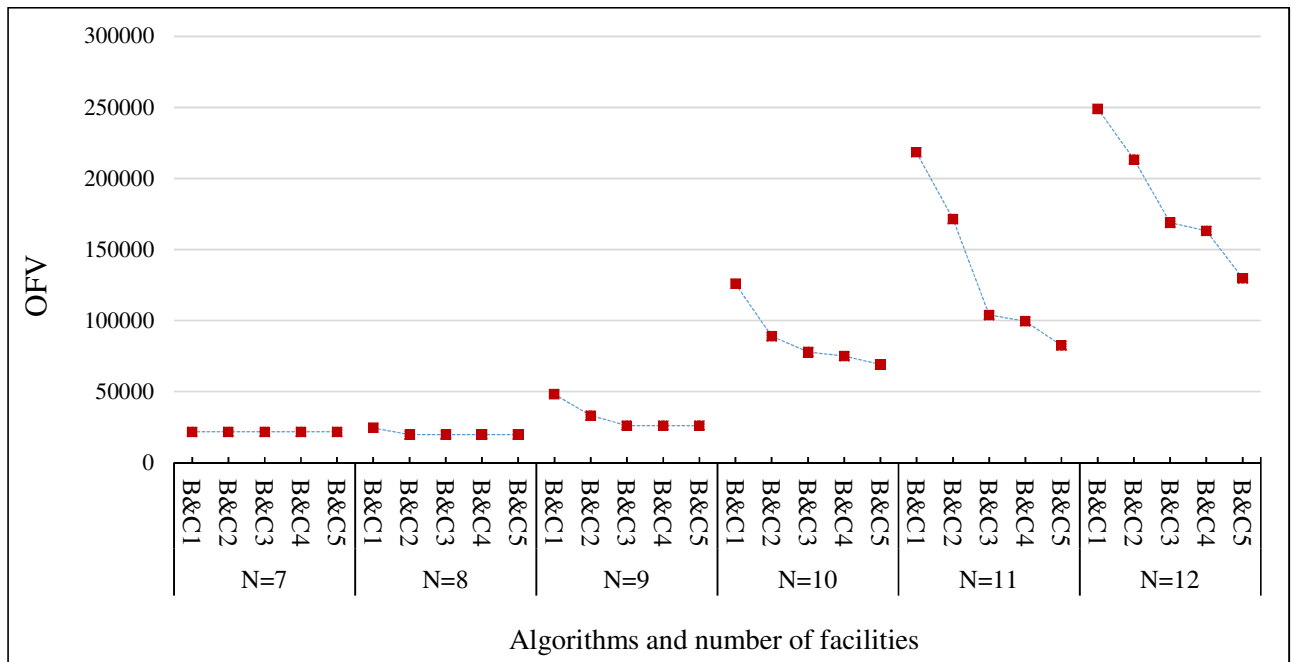 300000
250000
200000
150000
100000
50000
0
OFV
B&C1 B&C2 B&C3 B&C4 B&C5 B&C1 B&C2 B&C3 B&C4 B&C5 B&C1 B&C2 B&C3 B&C4 B&C5 B&C1 B&C2 B&C3 B&C4 B&C5 B&C1 B&C2 B&C3 B&C4 B&C5 B&C1 B&C2 B&C3 B&C4 B&C5
N=7 N=8 N=9 N=10 N=11 N=12
Algorithms and number of facilities